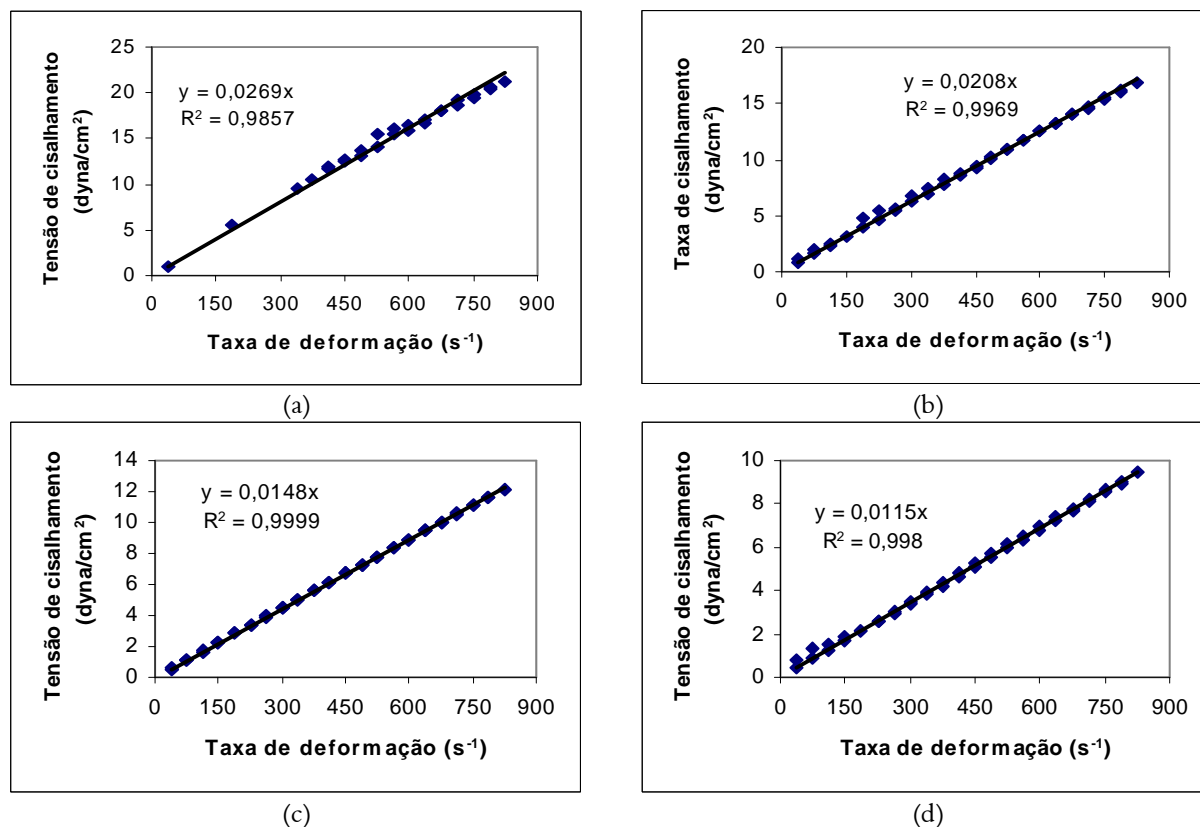 25
20
15
10
5
0
y = 0,0269x
R² = 0,9857
Tensão de cisalhamento
(dyna/cm²)
0 150 300 450 600 750 900
Taxa de deformação (s⁻¹)
(a)
20
15
10
5
0
y = 0,0208x
R² = 0,9969
Taxa de cisalhamento
(dyna/cm²)
0 150 300 450 600 750 900
Taxa de deformação (s⁻¹)
(b)
14
12
10
8
6
4
2
0
y = 0,0148x
R² = 0,9999
Tensão de cisalhamento
(dyna/cm²)
0 150 300 450 600 750 900
Taxa de deformação (s⁻¹)
(c)
10
8
6
4
2
0
y = 0,0115x
R² = 0,998
Tensão de cisalhamento
(dyna/cm²)
0 150 300 450 600 750 900
Taxa de deformação (s⁻¹)
(d)